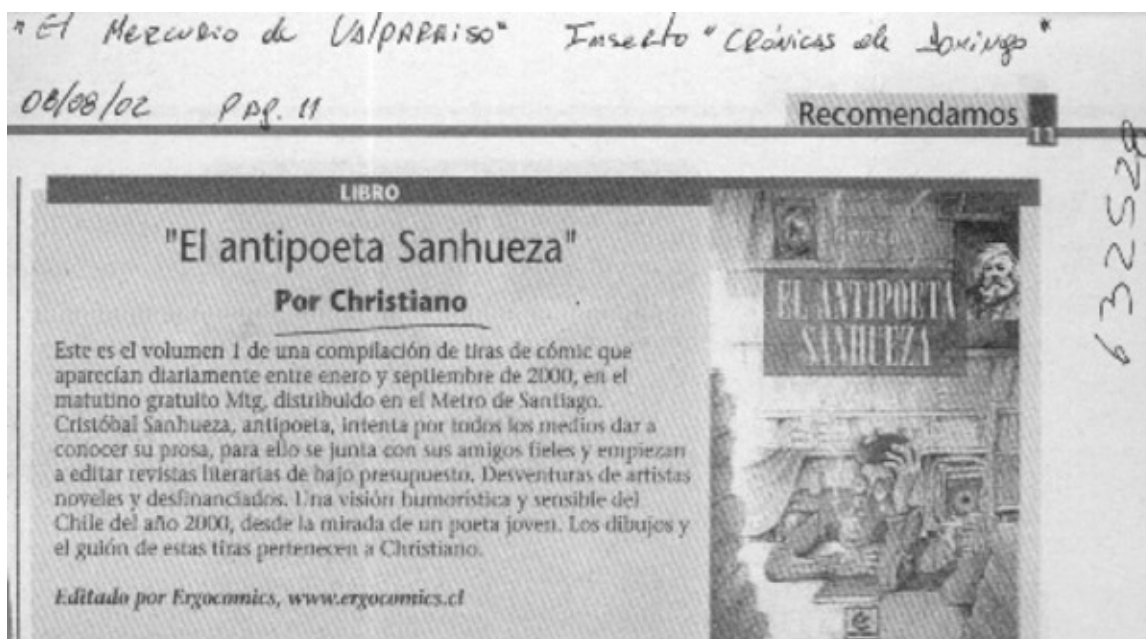 "El Mercurio de Valparaiso" Inserto "Crónicas de Domingo"
08/08/02 Pag. 11
Recomendamos 11
632528
LIBRO
"El antipoeta Sanhueza"
Por Christiano
Este es el volumen 1 de una compilación de tiras de cómic que
aparecían diariamente entre enero y septiembre de 2000, en el
matutino gratuito Mtg, distribuido en el Metro de Santiago.
Cristóbal Sanhueza, antipoeta, intenta por todos los medios dar a
conocer su prosa, para ello se junta con sus amigos fieles y empiezan
a editar revistas literarias de bajo presupuesto. Desventuras de artistas
noveles y desfinanciados. Una visión humorística y sensible del
Chile del año 2000, desde la mirada de un poeta joven. Los dibujos y
el guión de estas tiras pertenecen a Christiano.
Editado por Ergocomics, www.ergocomics.cl
EL ANTIPOETA
SANHUEZA